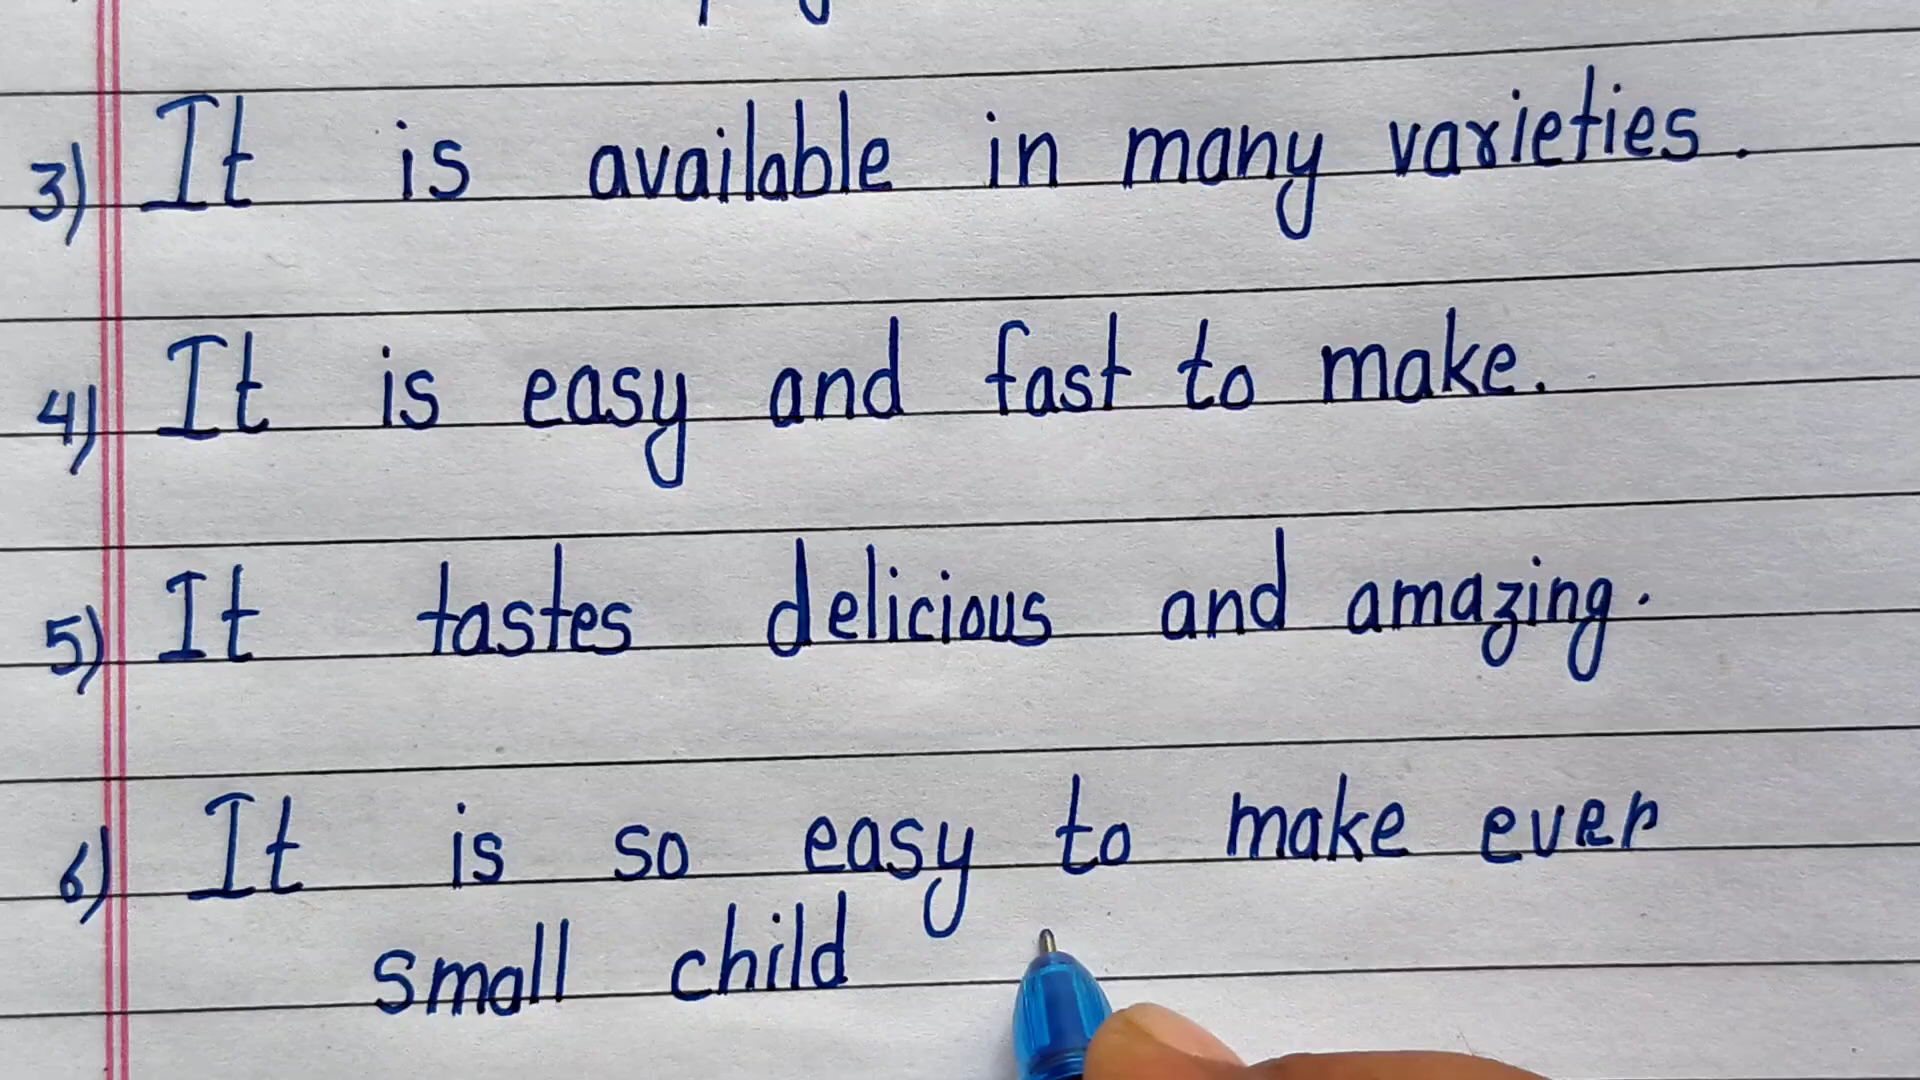 3) It is available in many varieties.
4) It is easy and fast to make.
5) It tastes delicious and amazing.
6) It is so easy to make ever
small child